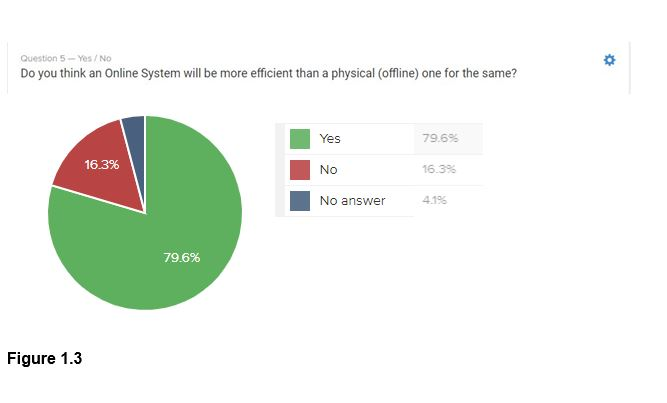 Question 5 — Yes / No
Do you think an Online System will be more efficient than a physical (offline) one for the same?
16.3%
79.6%
Yes 79.6%
No 16.3%
No answer 4.1%
Figure 1.3